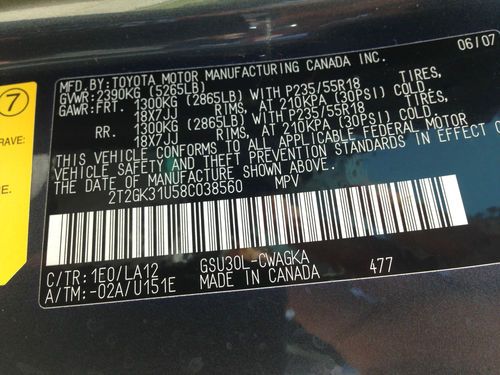 06/07
MFD.BY: TOYOTA MOTOR MANUFACTURING CANADA INC.
GVWR: 2390KG (5265LB)
GAWR: FRT. 1300KG (2865LB) WITH P235/55R18
18X7JJ RIMS, AT 210KPA (30PSI) COLD.
RR. 1300KG (2865LB) WITH P235/55R18
18X7JJ RIMS, AT 210KPA (30PSI) COLD.
THIS VEHICLE CONFORMS TO ALL APPLICABLE FEDERAL MOTOR
VEHICLE SAFETY AND THEFT PREVENTION STANDARDS IN EFFECT ON
THE DATE OF MANUFACTURE SHOWN ABOVE.
2T2GK31U58C038560 MPV
C/TR: 1E0/LA12 GSU30L-CWAGKA
A/TM: -02A/U151E MADE IN CANADA 477
7